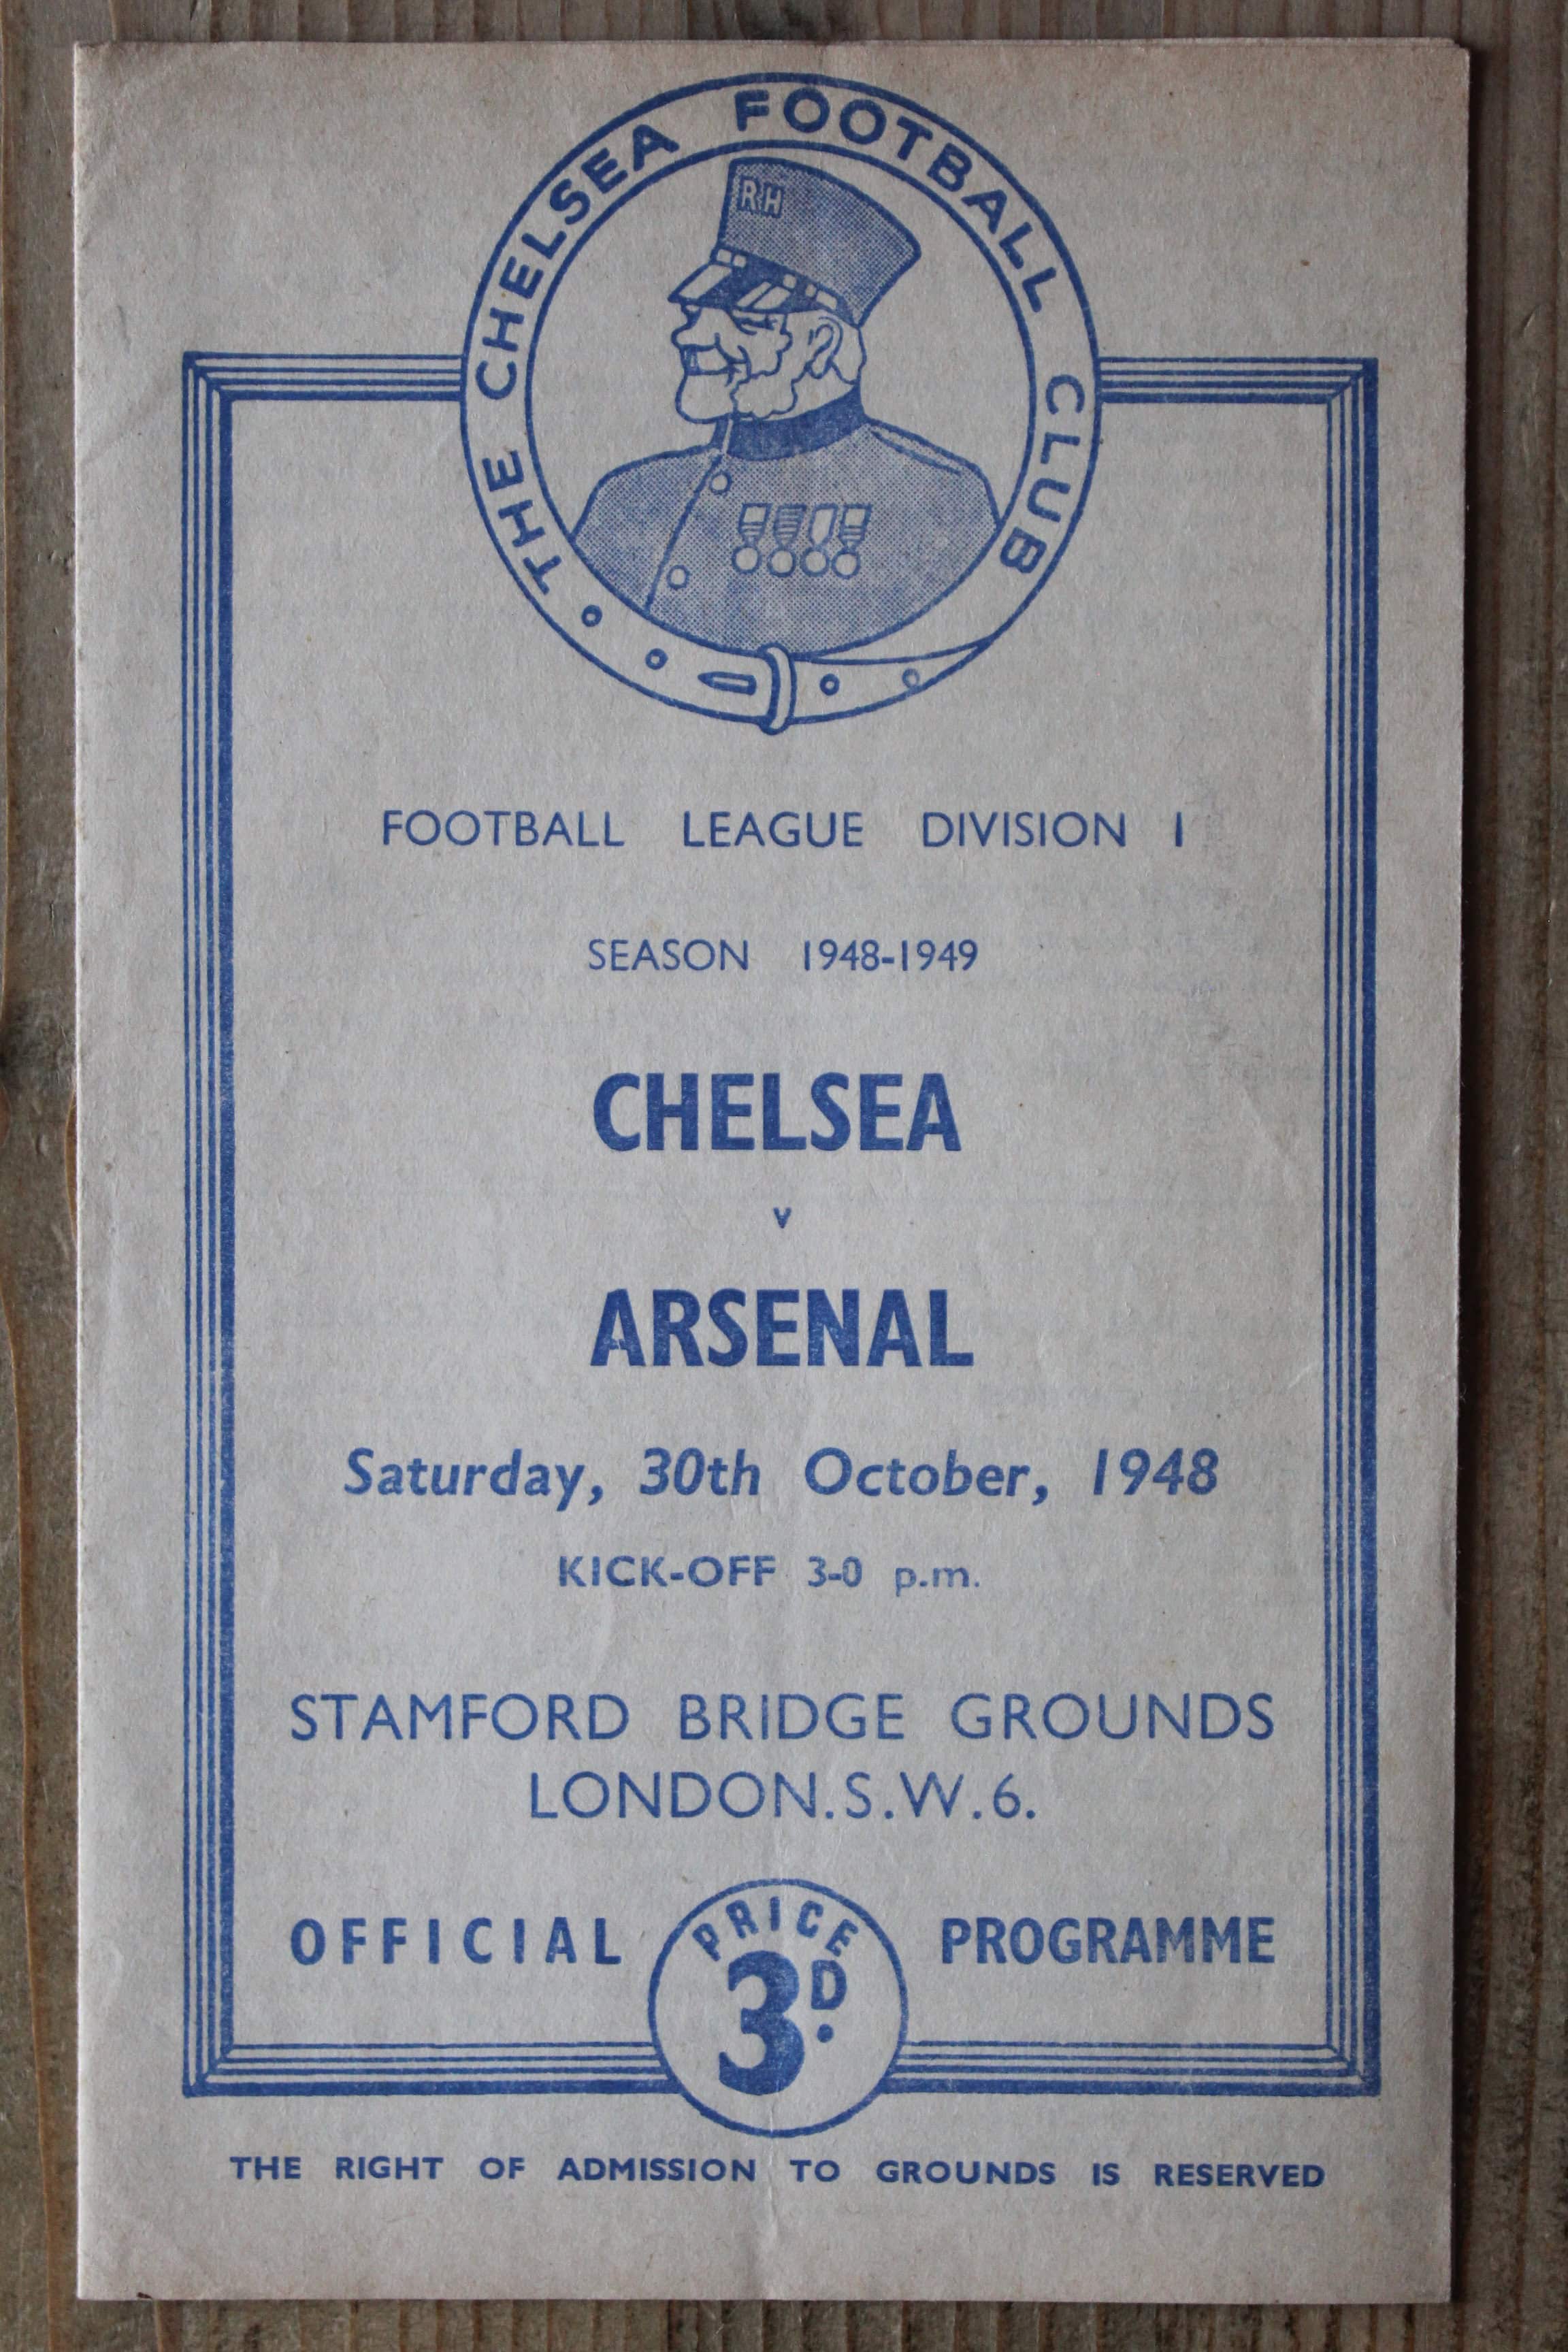 THE CHELSEA FOOTBALL CLUB
RH
FOOTBALL LEAGUE DIVISION I
SEASON 1948-1949
CHELSEA
v
ARSENAL
Saturday, 30th October, 1948
KICK-OFF 3-0 p.m.
STAMFORD BRIDGE GROUNDS
LONDON.S.W.6.
OFFICIAL PROGRAMME
PRICE
3D.
THE RIGHT OF ADMISSION TO GROUNDS IS RESERVED